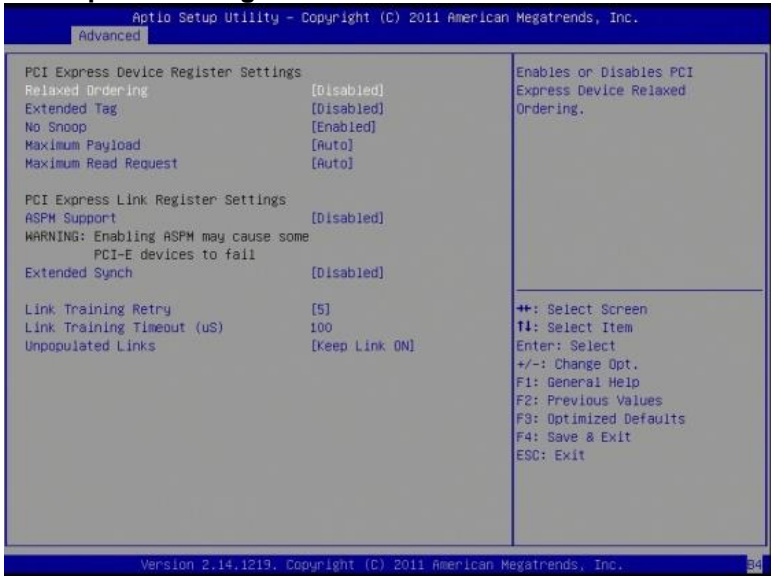 Aptio Setup Utility – Copyright (C) 2011 American Megatrends, Inc.
Advanced
PCI Express Device Register Settings
Relaxed Ordering [Disabled]
Extended Tag [Disabled]
No Snoop [Enabled]
Maximum Payload [Auto]
Maximum Read Request [Auto]
PCI Express Link Register Settings
ASPM Support [Disabled]
WARNING: Enabling ASPM may cause some
PCI-E devices to fail
Extended Synch [Disabled]
Link Training Retry [5]
Link Training Timeout (uS) 100
Unpopulated Links [Keep Link ON]
Enables or Disables PCI
Express Device Relaxed
Ordering.
→←: Select Screen
↑↓: Select Item
Enter: Select
+/-: Change Opt.
F1: General Help
F2: Previous Values
F3: Optimized Defaults
F4: Save & Exit
ESC: Exit
Version 2.14.1219. Copyright (C) 2011 American Megatrends, Inc.
B4